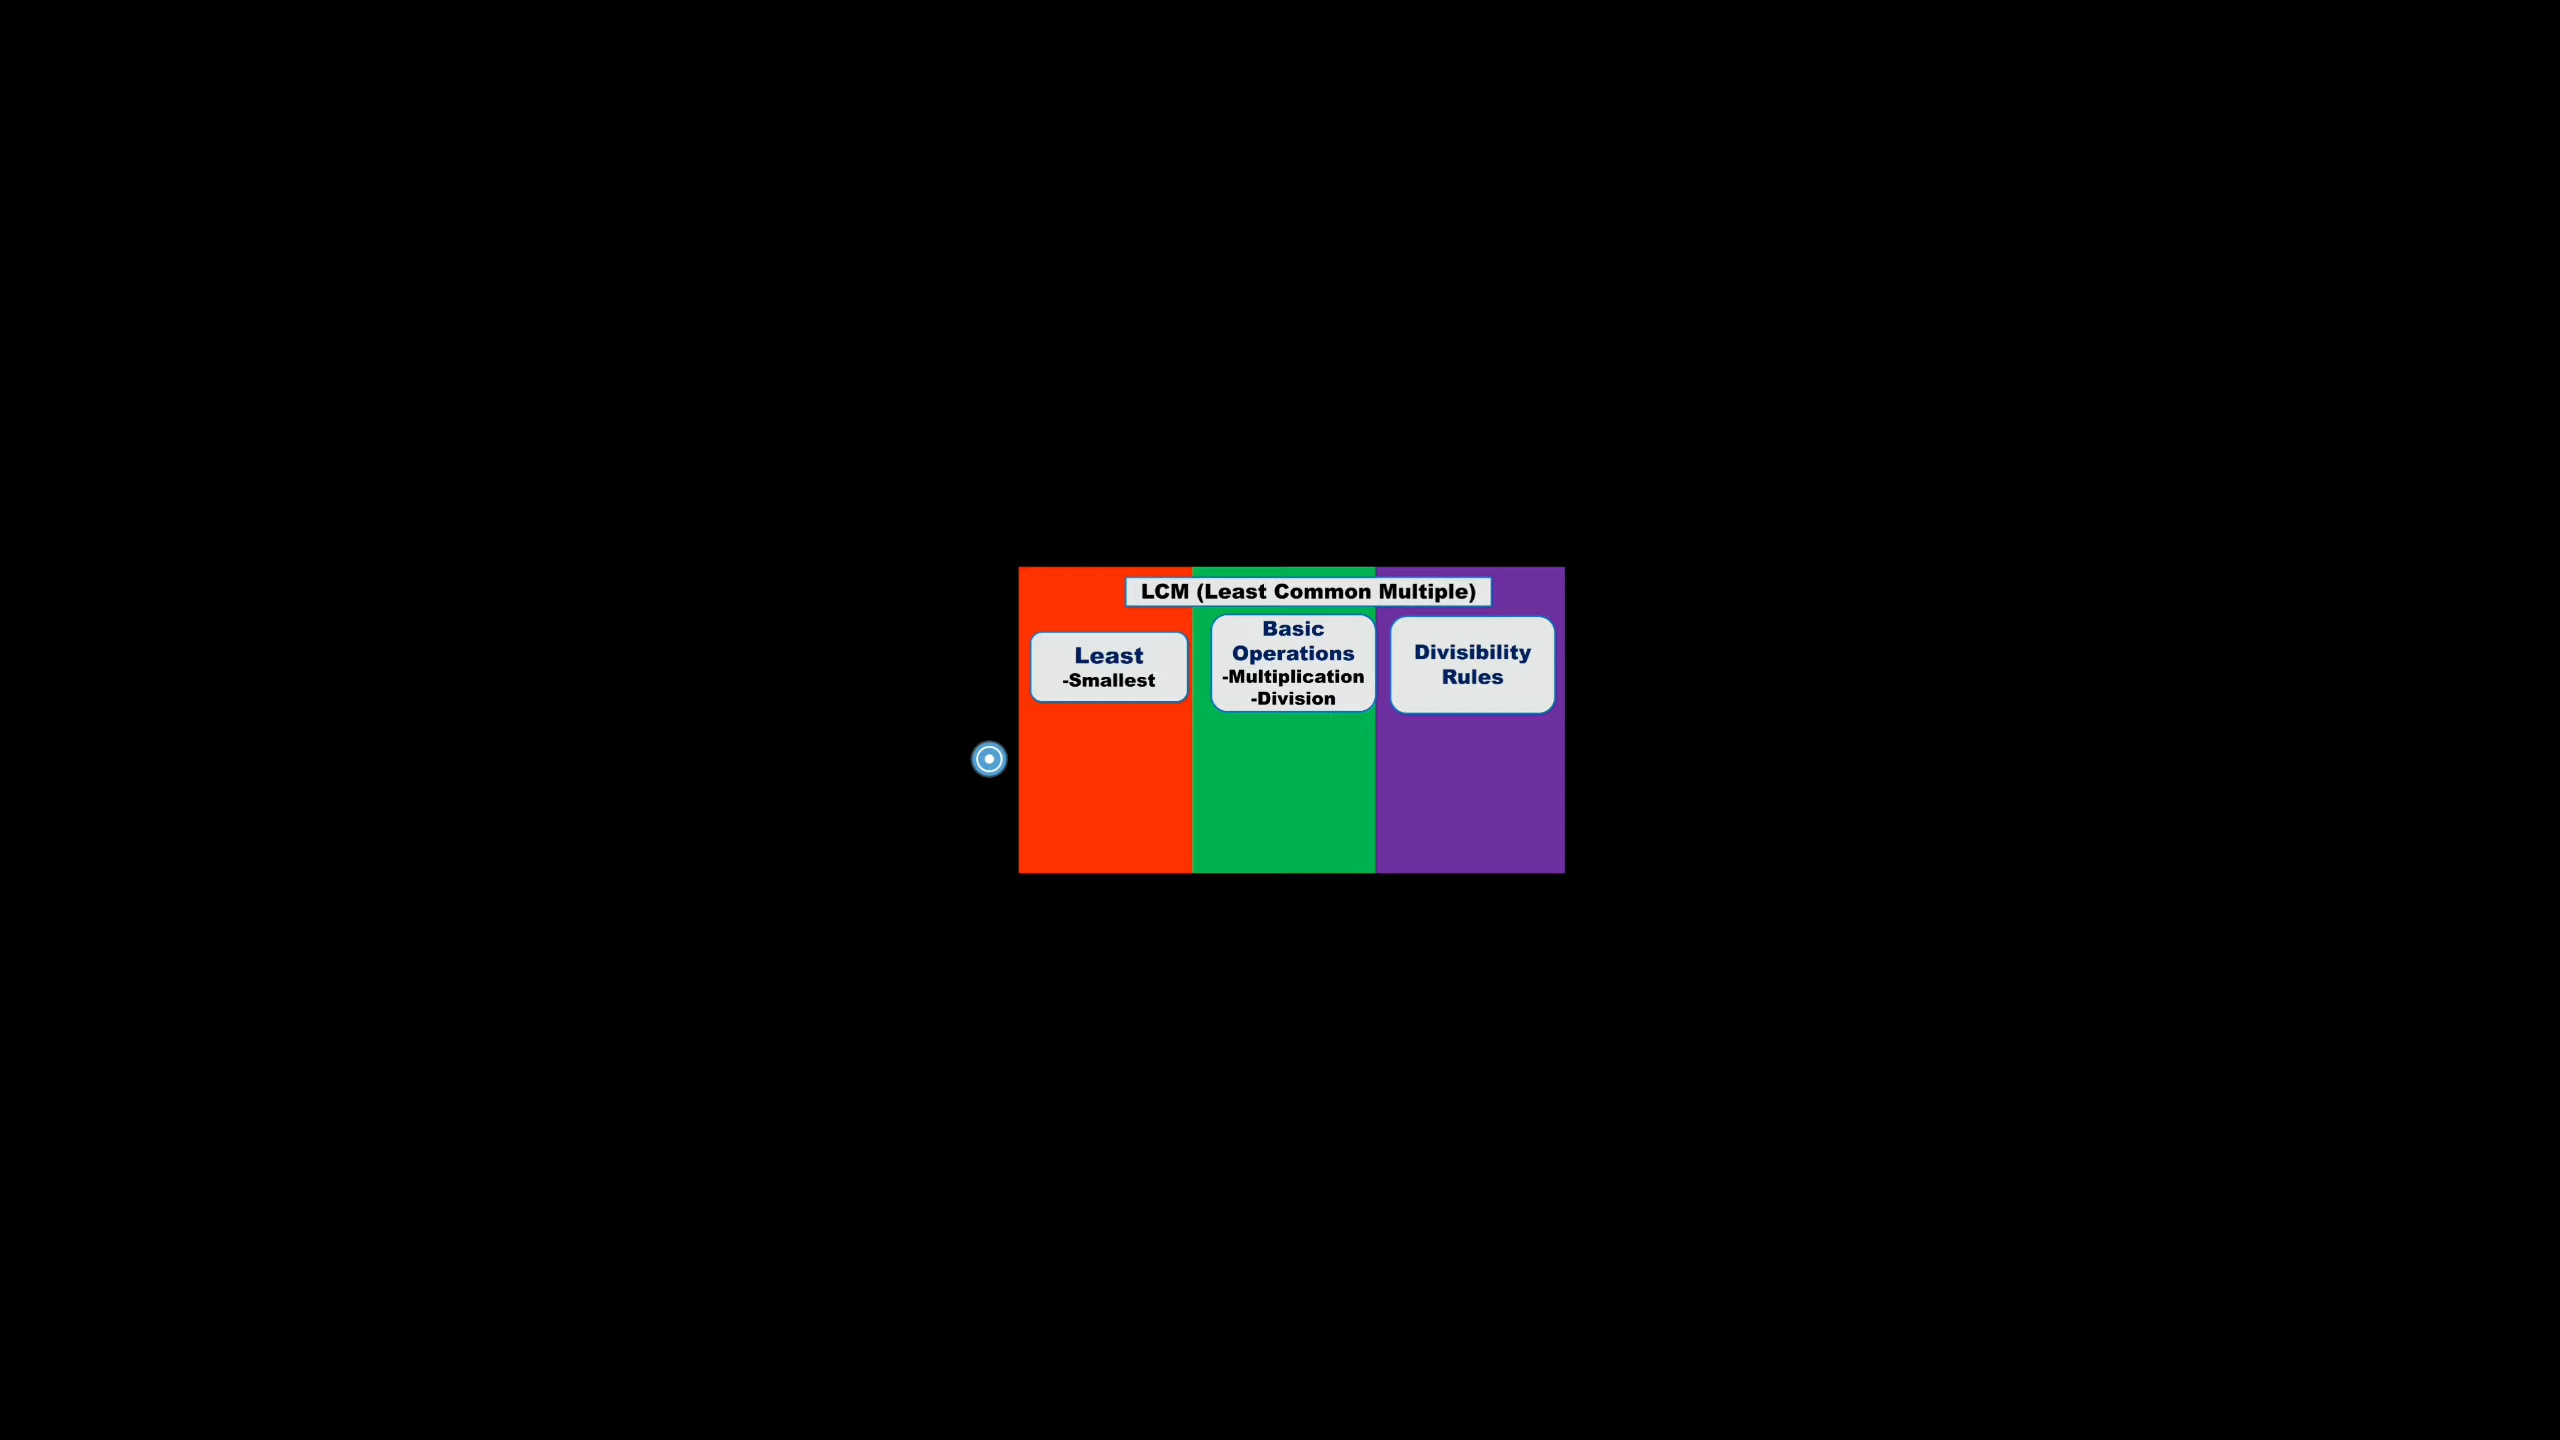 LCM (Least Common Multiple)
Least
-Smallest
Basic
Operations
-Multiplication
-Division
Divisibility
Rules